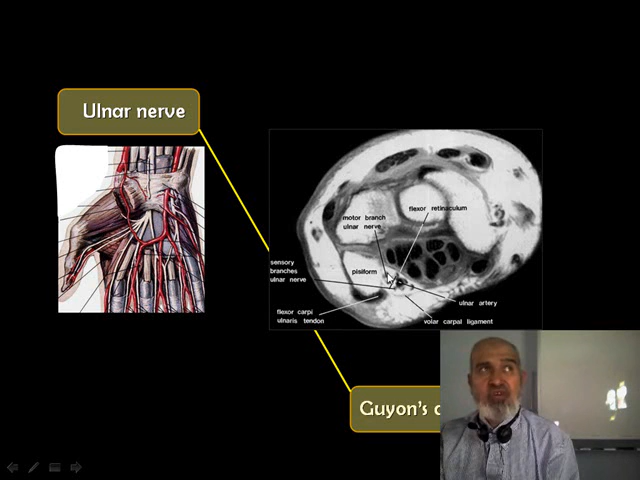 Ulnar nerve
motor branch
ulnar nerve
flexor retinaculum
sensory
branches
ulnar nerve
pisiform
ulnar artery
flexor carpi
ulnaris tendon
volar carpal ligament
Guyon's